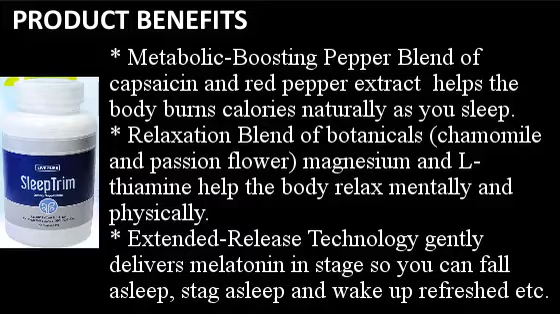 PRODUCT BENEFITS
* Metabolic-Boosting Pepper Blend of
capsaicin and red pepper extract  helps the
body burns calories naturally as you sleep.
* Relaxation Blend of botanicals (chamomile
and passion flower) magnesium and L-
thiamine help the body relax mentally and
physically.
* Extended-Release Technology gently
delivers melatonin in stage so you can fall
asleep, stag asleep and wake up refreshed etc.
SleepTrim